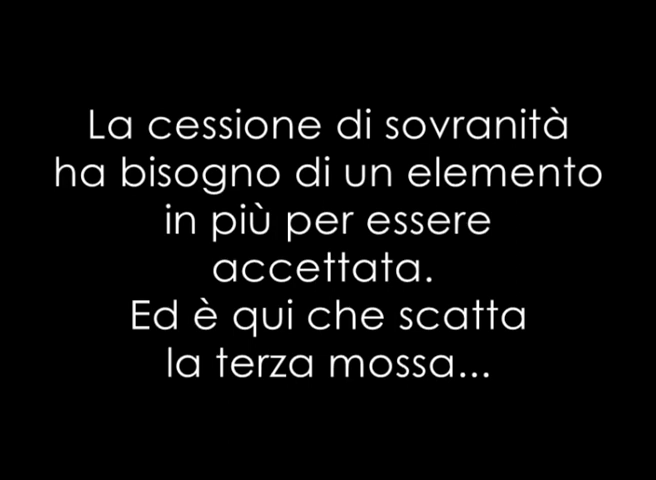 La cessione di sovranità
ha bisogno di un elemento
in più per essere
accettata.
Ed è qui che scatta
la terza mossa...